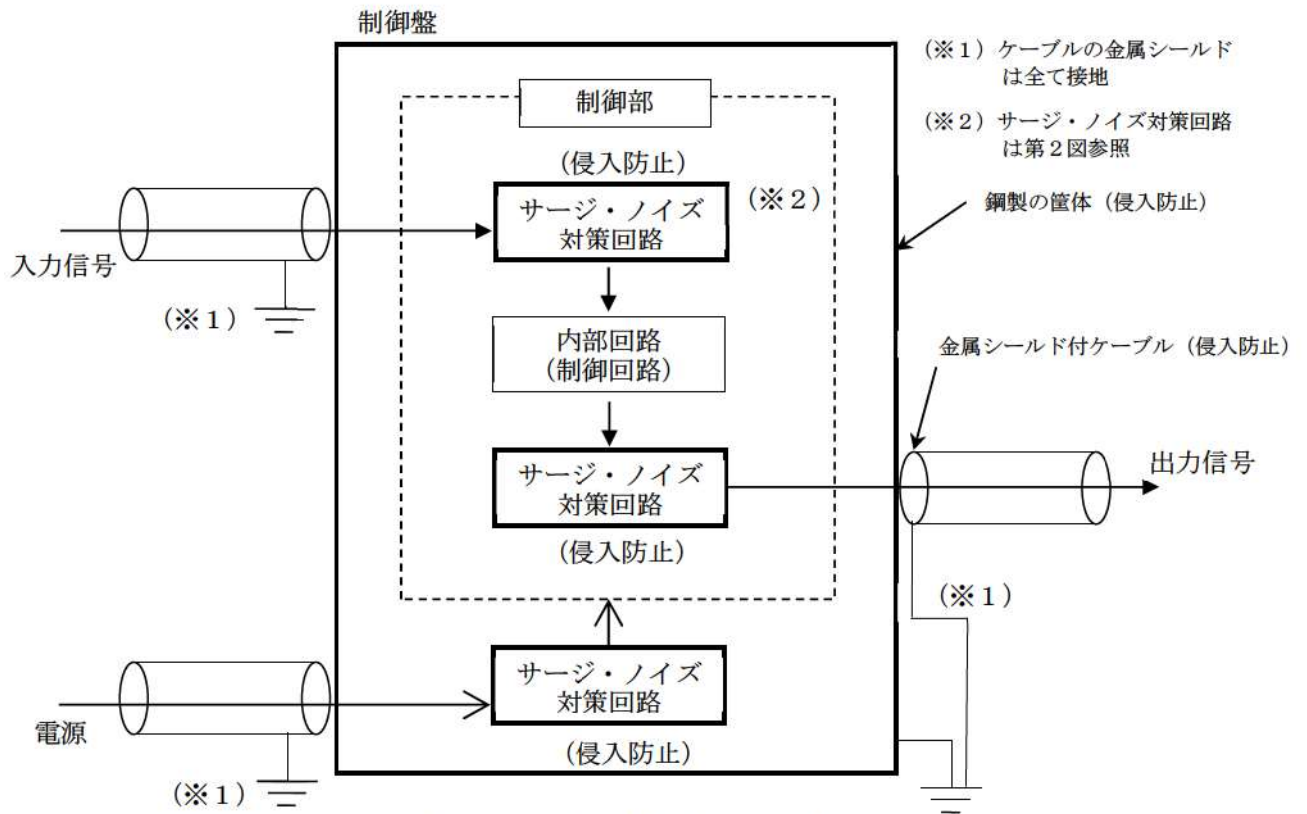 制御盤
(※1)ケーブルの金属シールド
は全て接地
(※2)サージ・ノイズ対策回路
は第2図参照
制御部
(侵入防止)
サージ・ノイズ
対策回路
(※2)
鋼製の筐体(侵入防止)
入力信号
(※1)
内部回路
(制御回路)
金属シールド付ケーブル(侵入防止)
サージ・ノイズ
対策回路
(侵入防止)
出力信号
(※1)
サージ・ノイズ
対策回路
(侵入防止)
電源
(※1)